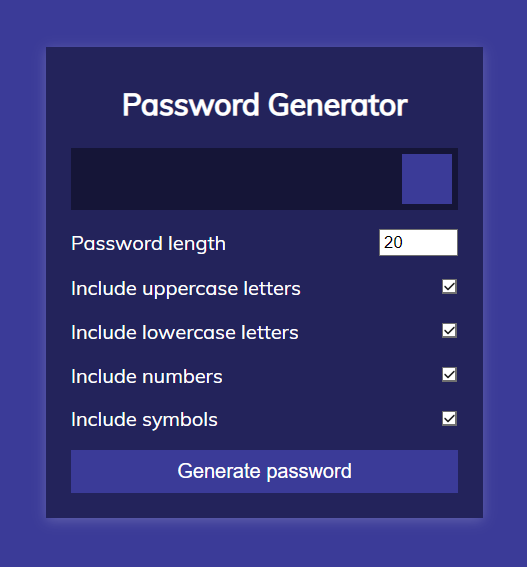 Password Generator
Password length 20
Include uppercase letters
Include lowercase letters
Include numbers
Include symbols
Generate password